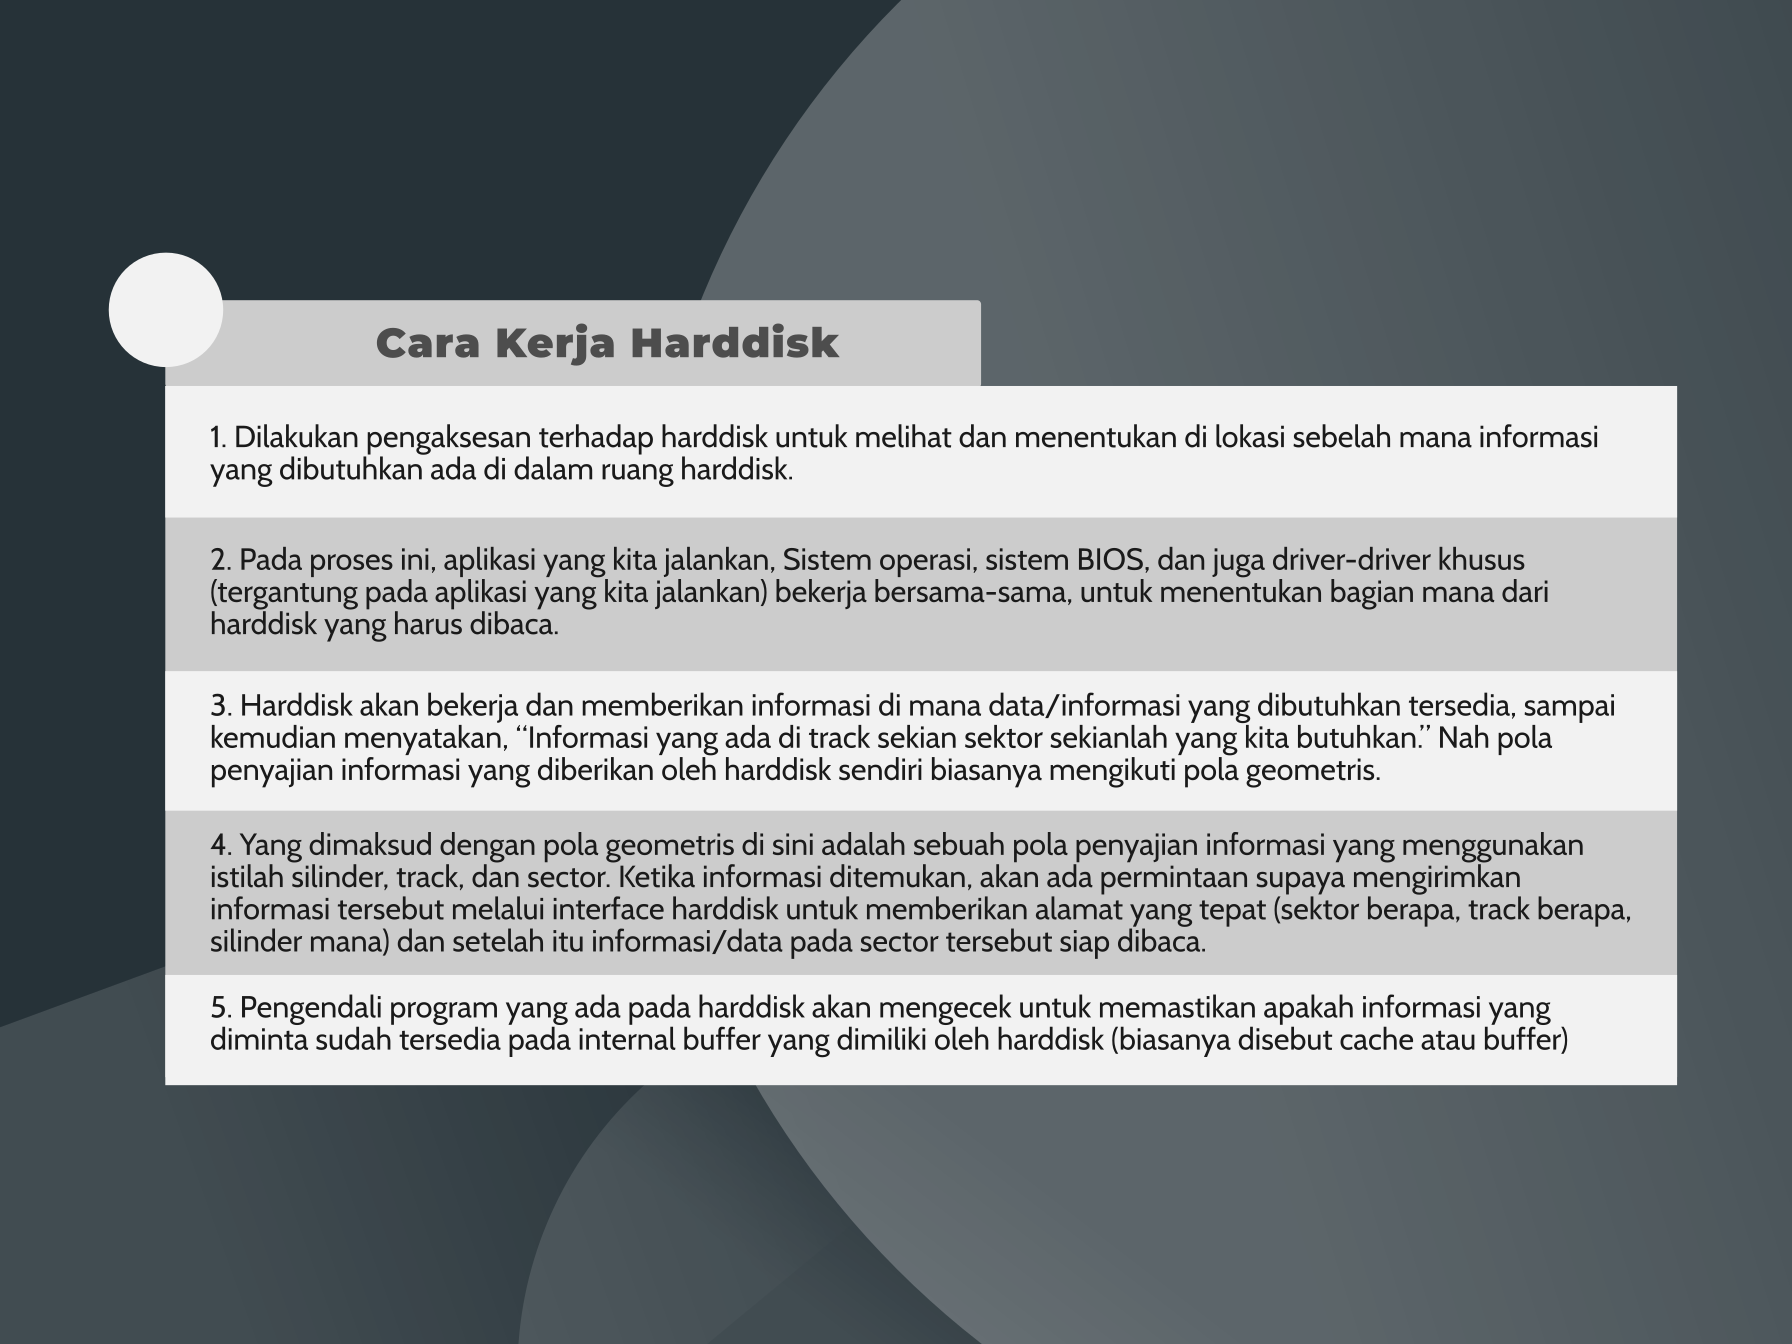 Cara Kerja Harddisk
1. Dilakukan pengaksesan terhadap harddisk untuk melihat dan menentukan di lokasi sebelah mana informasi
yang dibutuhkan ada di dalam ruang harddisk.
2. Pada proses ini, aplikasi yang kita jalankan, Sistem operasi, sistem BIOS, dan juga driver-driver khusus
(tergantung pada aplikasi yang kita jalankan) bekerja bersama-sama, untuk menentukan bagian mana dari
harddisk yang harus dibaca.
3. Harddisk akan bekerja dan memberikan informasi di mana data/informasi yang dibutuhkan tersedia, sampai
kemudian menyatakan, “Informasi yang ada di track sekian sektor sekianlah yang kita butuhkan.” Nah pola
penyajian informasi yang diberikan oleh harddisk sendiri biasanya mengikuti pola geometris.
4. Yang dimaksud dengan pola geometris di sini adalah sebuah pola penyajian informasi yang menggunakan
istilah silinder, track, dan sector. Ketika informasi ditemukan, akan ada permintaan supaya mengirimkan
informasi tersebut melalui interface harddisk untuk memberikan alamat yang tepat (sektor berapa, track berapa,
silinder mana) dan setelah itu informasi/data pada sector tersebut siap dibaca.
5. Pengendali program yang ada pada harddisk akan mengecek untuk memastikan apakah informasi yang
diminta sudah tersedia pada internal buffer yang dimiliki oleh harddisk (biasanya disebut cache atau buffer)